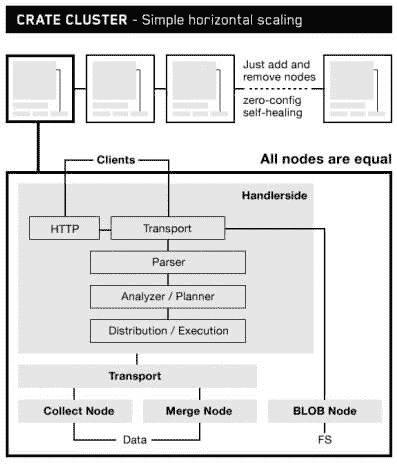 CRATE CLUSTER - Simple horizontal scaling
Just add and
remove nodes
zero-config
self-healing
Clients
All nodes are equal
Handlerside
HTTP
Transport
Parser
Analyzer / Planner
Distribution / Execution
Transport
Collect Node
Merge Node
BLOB Node
Data
FS